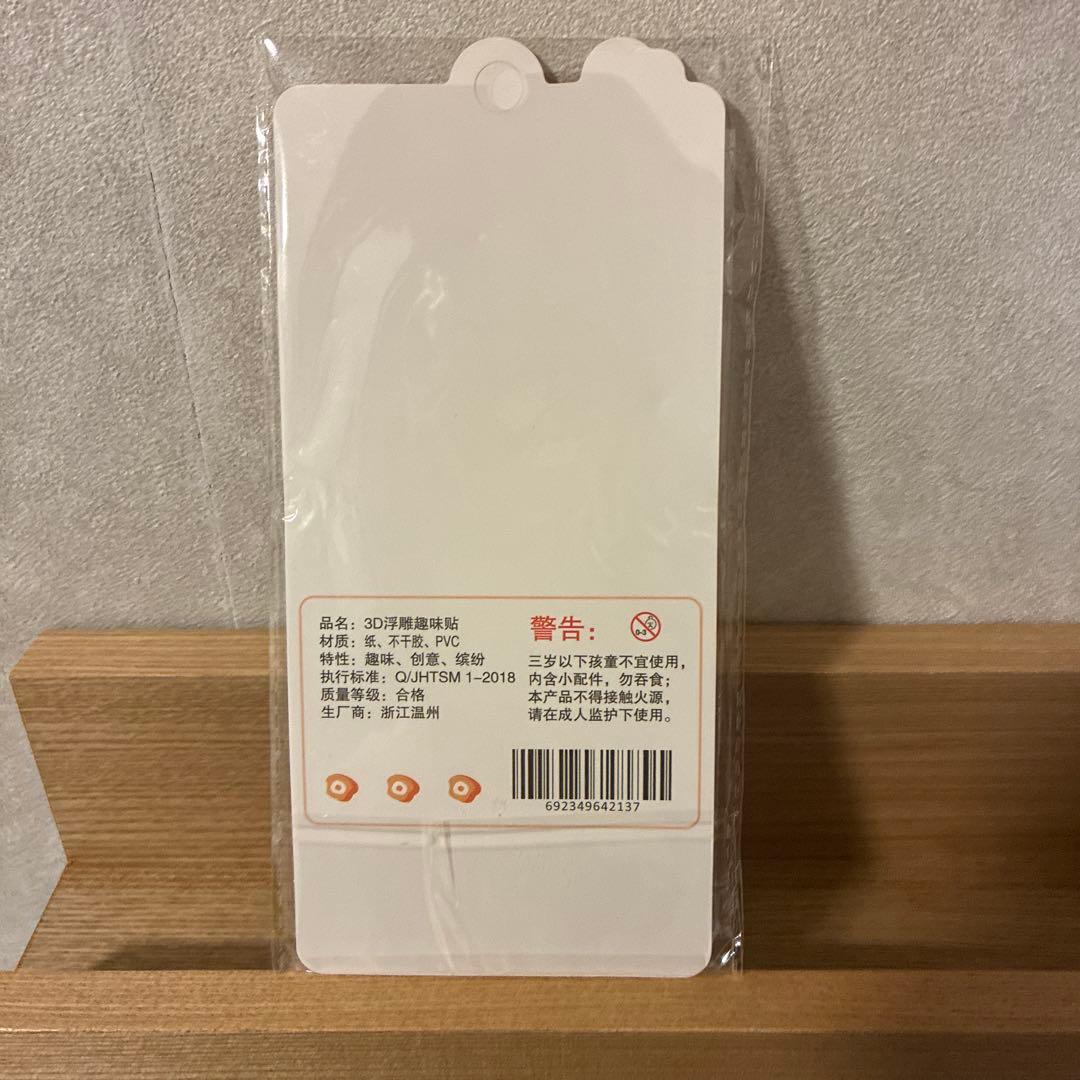 品名：3D浮雕趣味贴
材质：纸、不干胶、PVC
特性：趣味、创意、缤纷
执行标准：Q/JHTSM 1-2018
质量等级：合格
生厂商：浙江温州
警告：
0-3
三岁以下孩童不宜使用，
内含小配件，勿吞食；
本产品不得接触火源，
请在成人监护下使用。
692349642137